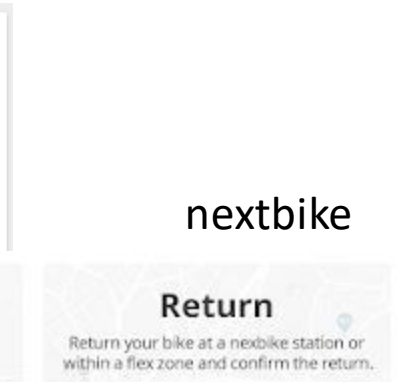 nextbike
Return
Return your bike at a nexbike station or
within a flex zone and confirm the return.